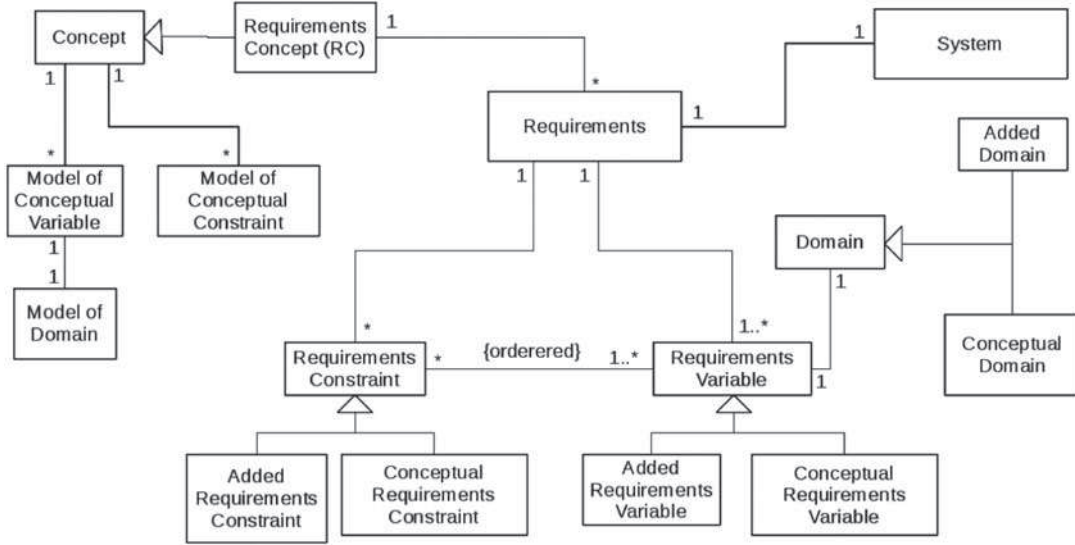 Concept
Requirements
Concept (RC)
System
1
*
1
1
Requirements
1
1
*
*
Model of
Conceptual
Variable
Model of
Conceptual
Constraint
1
1
Model of
Domain
1
1
Added
Domain
Domain
1
Conceptual
Domain
*
1..*
Requirements
Constraint
*
{orderered}
1..*
Requirements
Variable
1
Added
Requirements
Constraint
Conceptual
Requirements
Constraint
Added
Requirements
Variable
Conceptual
Requirements
Variable